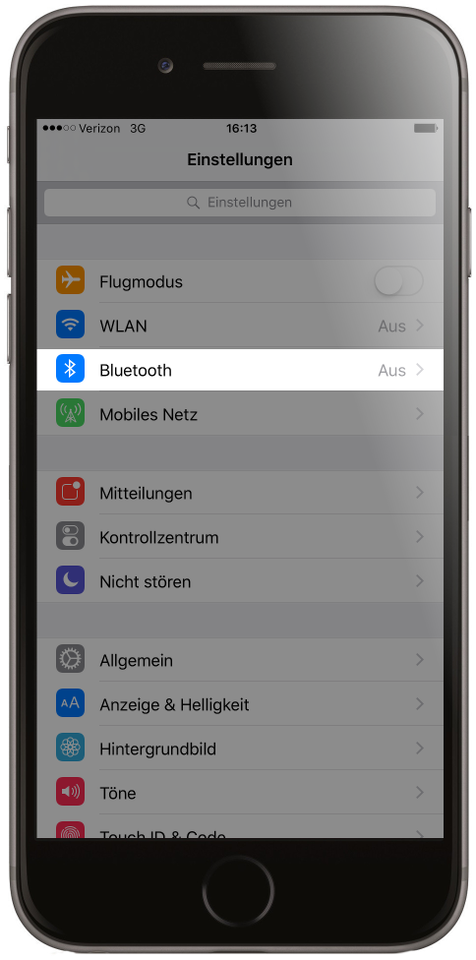 Verizon 3G 16:13
Einstellungen
Einstellungen
Flugmodus
WLAN Aus
Bluetooth Aus
Mobiles Netz
Mitteilungen
Kontrollzentrum
Nicht stören
Allgemein
AA Anzeige & Helligkeit
Hintergrundbild
Töne
Touch ID & Code